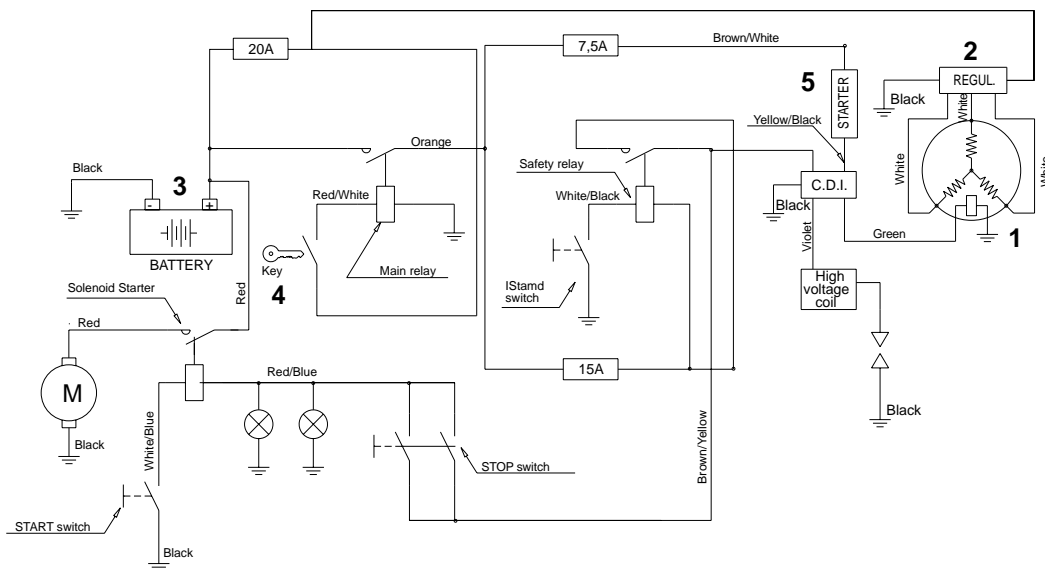 20A
7,5A
Brown/White
2
REGUL.
5
STARTER
Black
White
Yellow/Black
Orange
Safety relay
Black
3
Red/White
White/Black
C.D.I.
Black
White
White
- +
BATTERY
Key
4
Main relay
IStamd
switch
Violet
Green
1
High
voltage
coil
Solenoid Starter
Red
Red
M
Black
Red/Blue
15A
Black
White/Blue
STOP switch
Brown/Yellow
START switch
Black